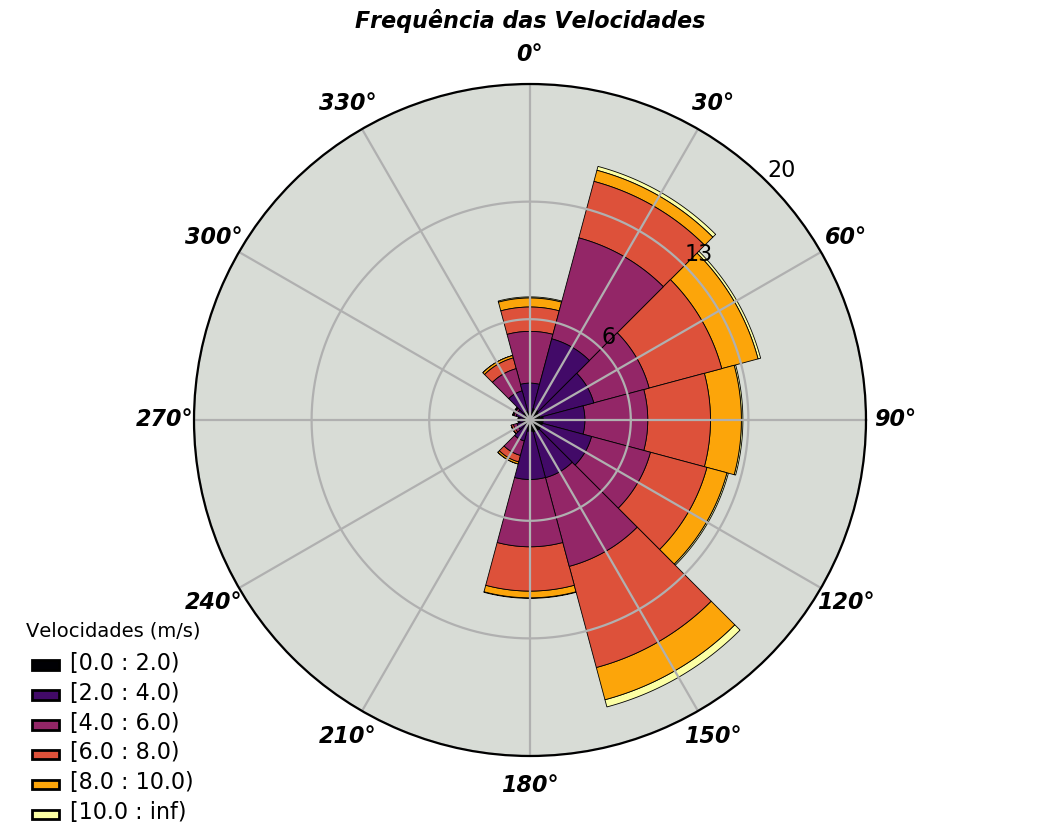 Frequência das Velocidades
0°
330°
30°
20
300°
60°
13
6
270°
90°
240°
120°
210°
150°
180°
Velocidades (m/s)
[0.0 : 2.0)
[2.0 : 4.0)
[4.0 : 6.0)
[6.0 : 8.0)
[8.0 : 10.0)
[10.0 : inf)